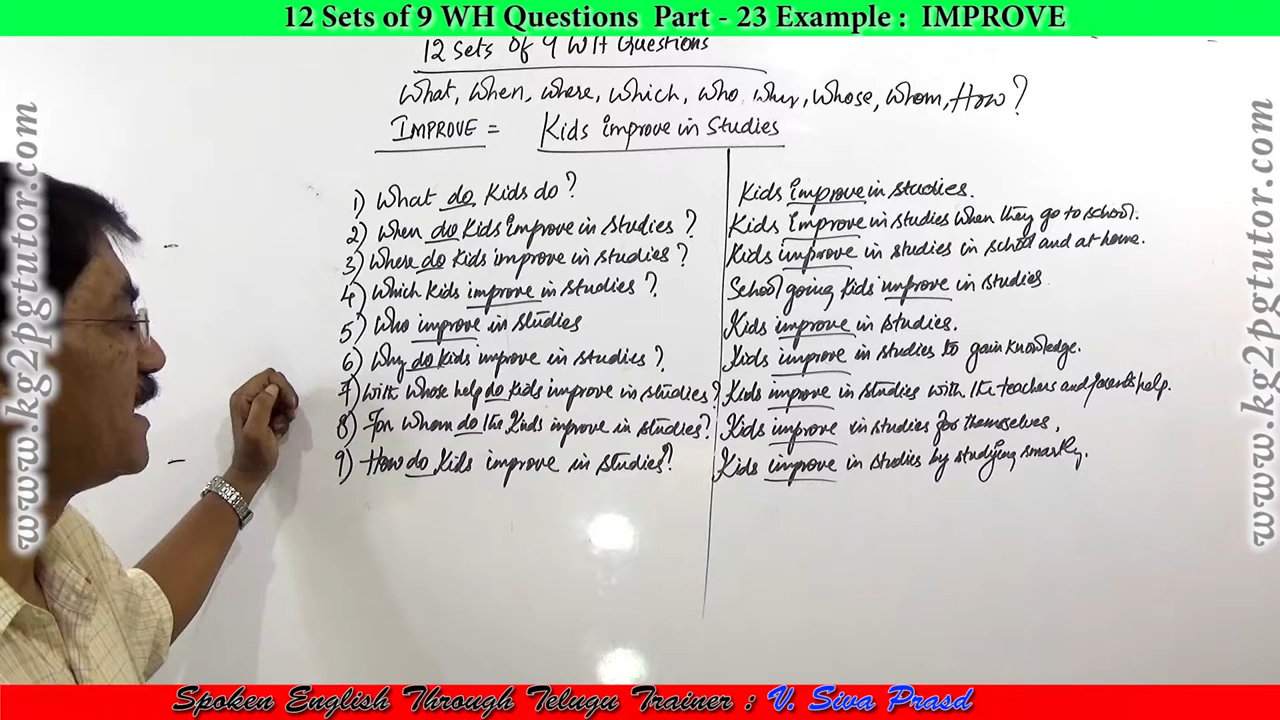 12 Sets of 9 WH Questions Part - 23 Example : IMPROVE
12 Sets of 9 WH Questions
What, When, Where, Which, Who, Why, Whose, Whom, How?
IMPROVE = Kids improve in Studies
1) What do Kids do? Kids improve in studies.
2) When do Kids Improve in Studies? Kids Improve in studies when they go to school.
3) Where do Kids improve in studies? Kids improve in studies in school and at home.
4) Which Kids improve in studies? School going Kids improve in studies
5) Who improve in studies Kids improve in studies.
6) Why do Kids improve in studies? Kids improve in studies to gain knowledge.
7) With Whose help do Kids improve in studies? Kids improve in studies with the teachers and parents help.
8) For Whom do the Kids improve in studies? Kids improve in studies for themselves.
9) How do Kids improve in studies? Kids improve in studies by studying smartly.
www.kg2pgtutor.com
www.kg2pgtutor.com
Spoken English Through Telugu Trainer : V. Siva Prasd